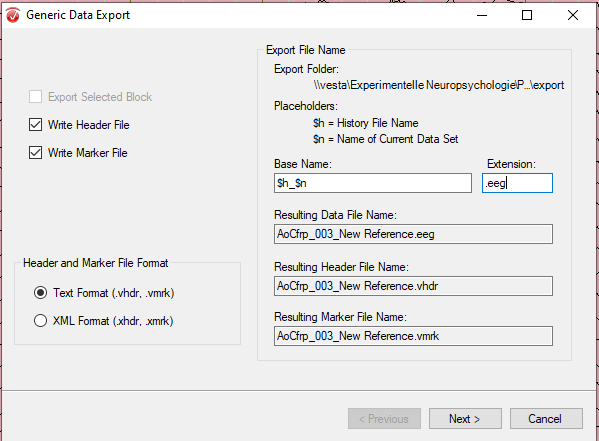 Generic Data Export
Export Selected Block
Write Header File
Write Marker File
Header and Marker File Format
Text Format (.vhdr, .vmrk)
XML Format (.xhdr, .xmrk)
Export File Name
Export Folder:
\\vesta\Experimentelle Neuropsychologie\P...\export
Placeholders:
$h = History File Name
$n = Name of Current Data Set
Base Name: Extension:
$h_$n .eeg
Resulting Data File Name:
AoCfrp_003_New Reference.eeg
Resulting Header File Name:
AoCfrp_003_New Reference.vhdr
Resulting Marker File Name:
AoCfrp_003_New Reference.vmrk
< Previous Next > Cancel